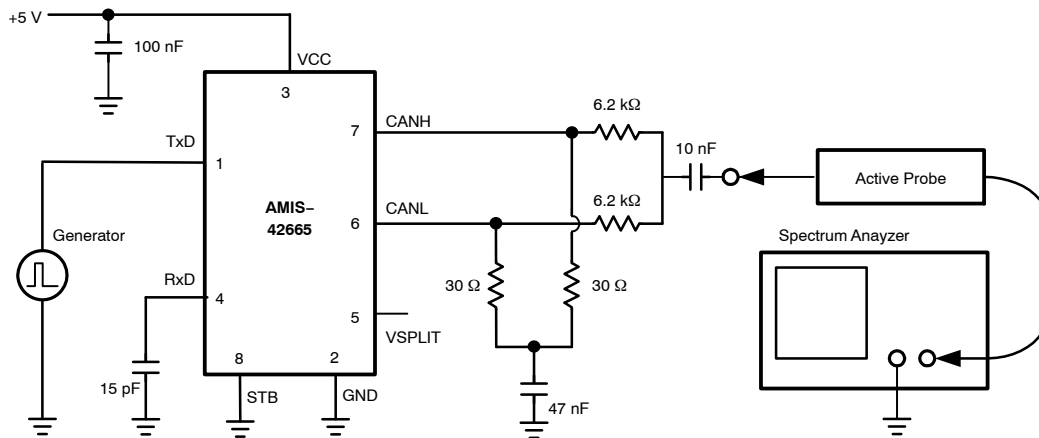 +5 V
100 nF
VCC
3
6.2 kΩ
TxD
1
7
CANH
10 nF
Active Probe
AMIS−
42665
6
CANL
6.2 kΩ
Generator
Spectrum Anayzer
RxD
4
30 Ω
30 Ω
5
VSPLIT
8
2
15 pF
STB
GND
47 nF